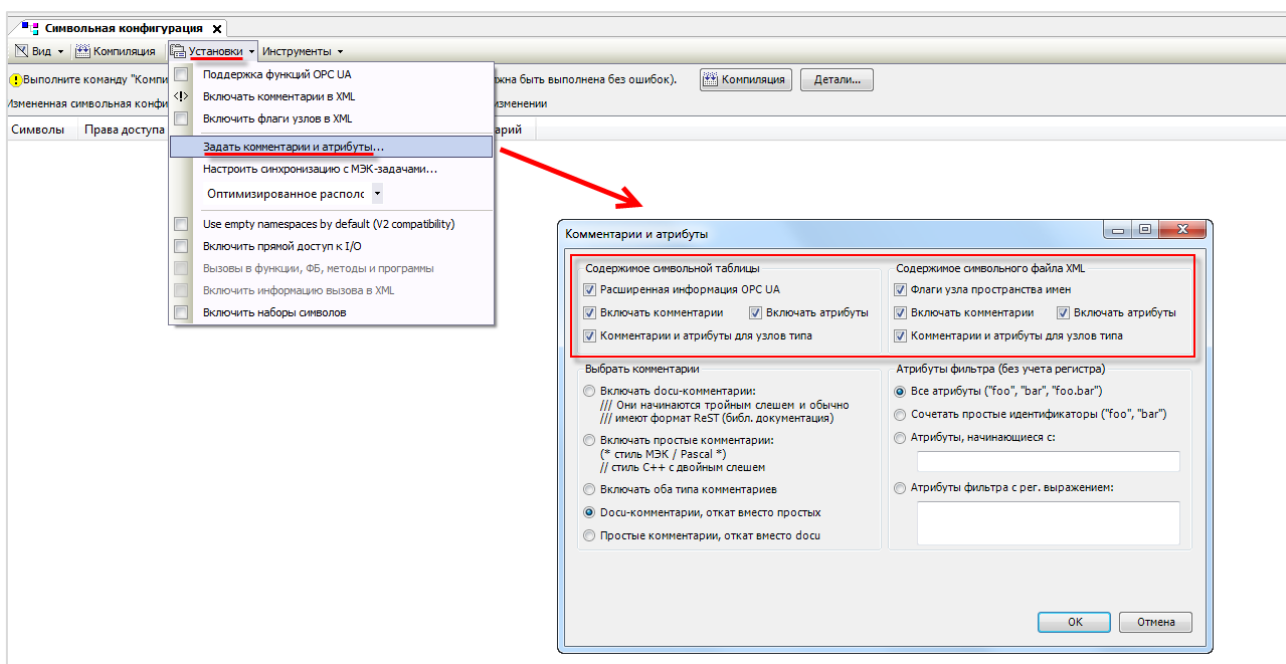 Символьная конфигурация X
Вид Компиляция Установки Инструменты
Выполните команду "Компи жна быть выполнена без ошибок). Компиляция Детали...
Измененная символьная конфи изменении
Символы Права доступа арий
Поддержка функций OPC UA
Включать комментарии в XML
Включить флаги узлов в XML
Задать комментарии и атрибуты...
Настроить синхронизацию с МЭК-задачами...
Оптимизированное располс
Use empty namespaces by default (V2 compatibility)
Включить прямой доступ к I/O
Вызовы в функции, ФБ, методы и программы
Включить информацию вызова в XML
Включить наборы символов
Комментарии и атрибуты
Содержимое символьной таблицы
Расширенная информация OPC UA
Включать комментарии Включать атрибуты
Комментарии и атрибуты для узлов типа
Содержимое символьного файла XML
Флаги узла пространства имен
Включать комментарии Включать атрибуты
Комментарии и атрибуты для узлов типа
Выбрать комментарии
Включать docu-комментарии:
/// Они начинаются тройным слешем и обычно
/// имеют формат ReST (библ. документация)
Включать простые комментарии:
(* стиль МЭК / Pascal *)
// стиль C++ с двойным слешем
Включать оба типа комментариев
Docu-комментарии, откат вместо простых
Простые комментарии, откат вместо docu
Атрибуты фильтра (без учета регистра)
Все атрибуты ("foo", "bar", "foo.bar")
Сочетать простые идентификаторы ("foo", "bar")
Атрибуты, начинающиеся с:
Атрибуты фильтра с рег. выражением:
OK Отмена